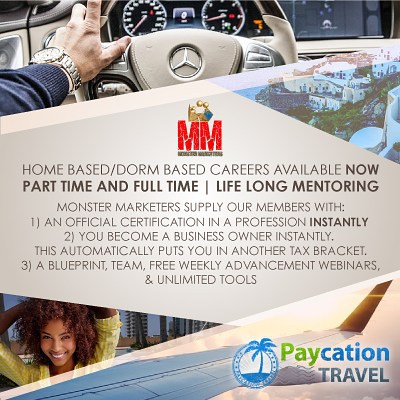 MM
MONSTER MARKETERS
HOME BASED/DORM BASED CAREERS AVAILABLE NOW
PART TIME AND FULL TIME | LIFE LONG MENTORING
MONSTER MARKETERS SUPPLY OUR MEMBERS WITH:
1) AN OFFICIAL CERTIFICATION IN A PROFESSION INSTANTLY
2) YOU BECOME A BUSINESS OWNER INSTANTLY.
THIS AUTOMATICALLY PUTS YOU IN ANOTHER TAX BRACKET.
3) A BLUEPRINT, TEAM, FREE WEEKLY ADVANCEMENT WEBINARS,
& UNLIMITED TOOLS
Paycation
TRAVEL